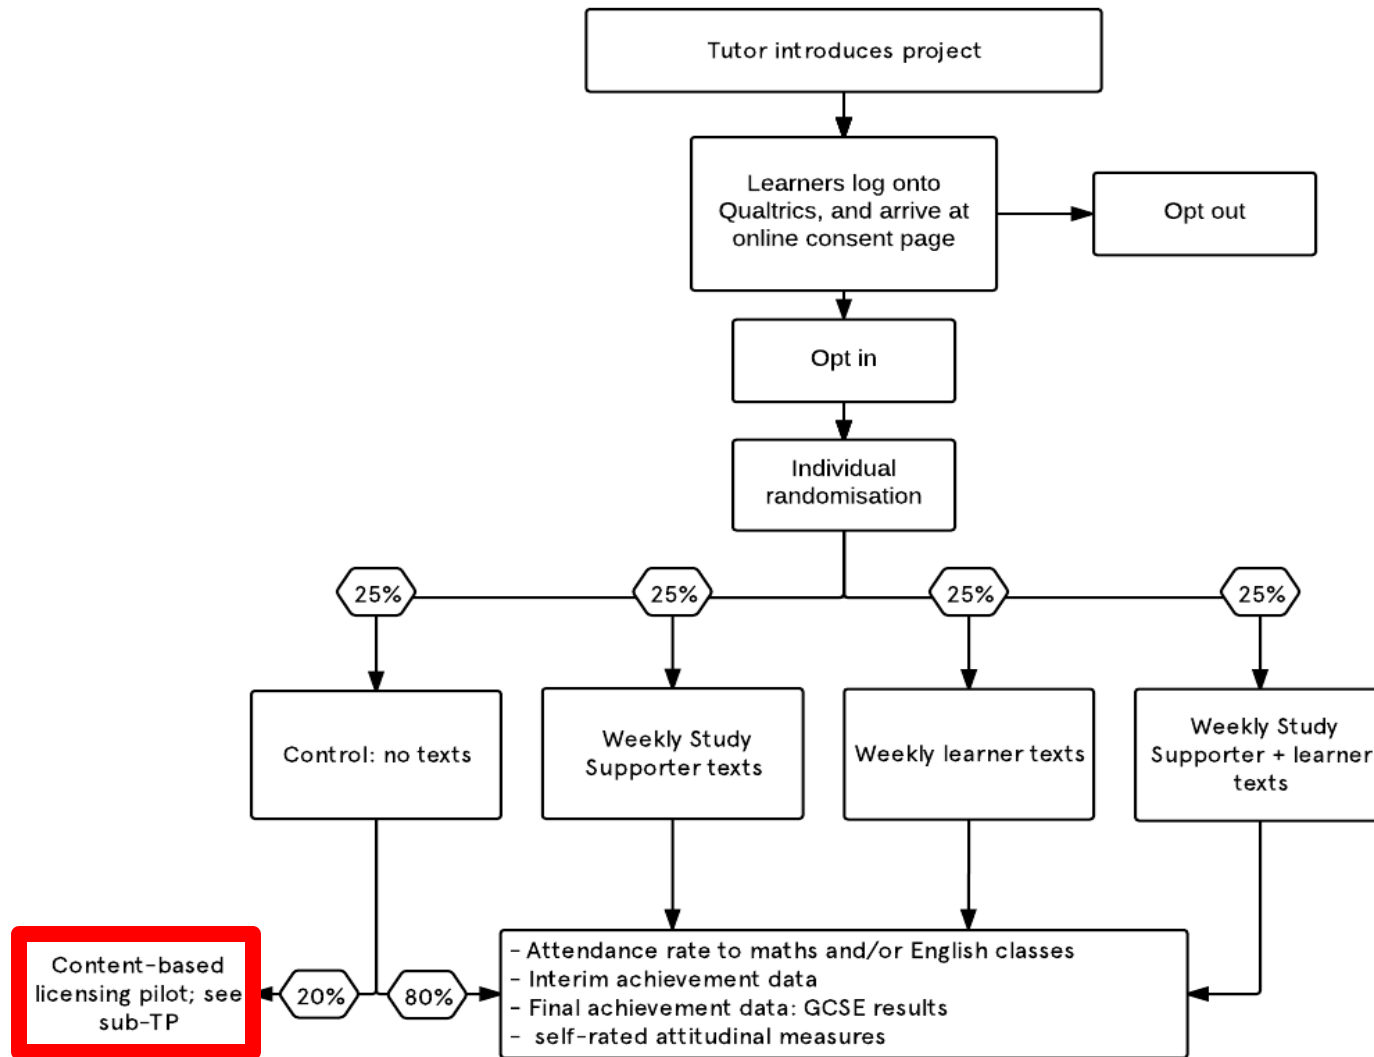 Tutor introduces project
Learners log onto
Qualtrics, and arrive at
online consent page
Opt out
Opt in
Individual
randomisation
25%
25%
25%
25%
Control: no texts
Weekly Study
Supporter texts
Weekly learner texts
Weekly Study
Supporter + learner
texts
Content-based
licensing pilot; see
sub-TP
20%
80%
- Attendance rate to maths and/or English classes
- Interim achievement data
- Final achievement data: GCSE results
- self-rated attitudinal measures